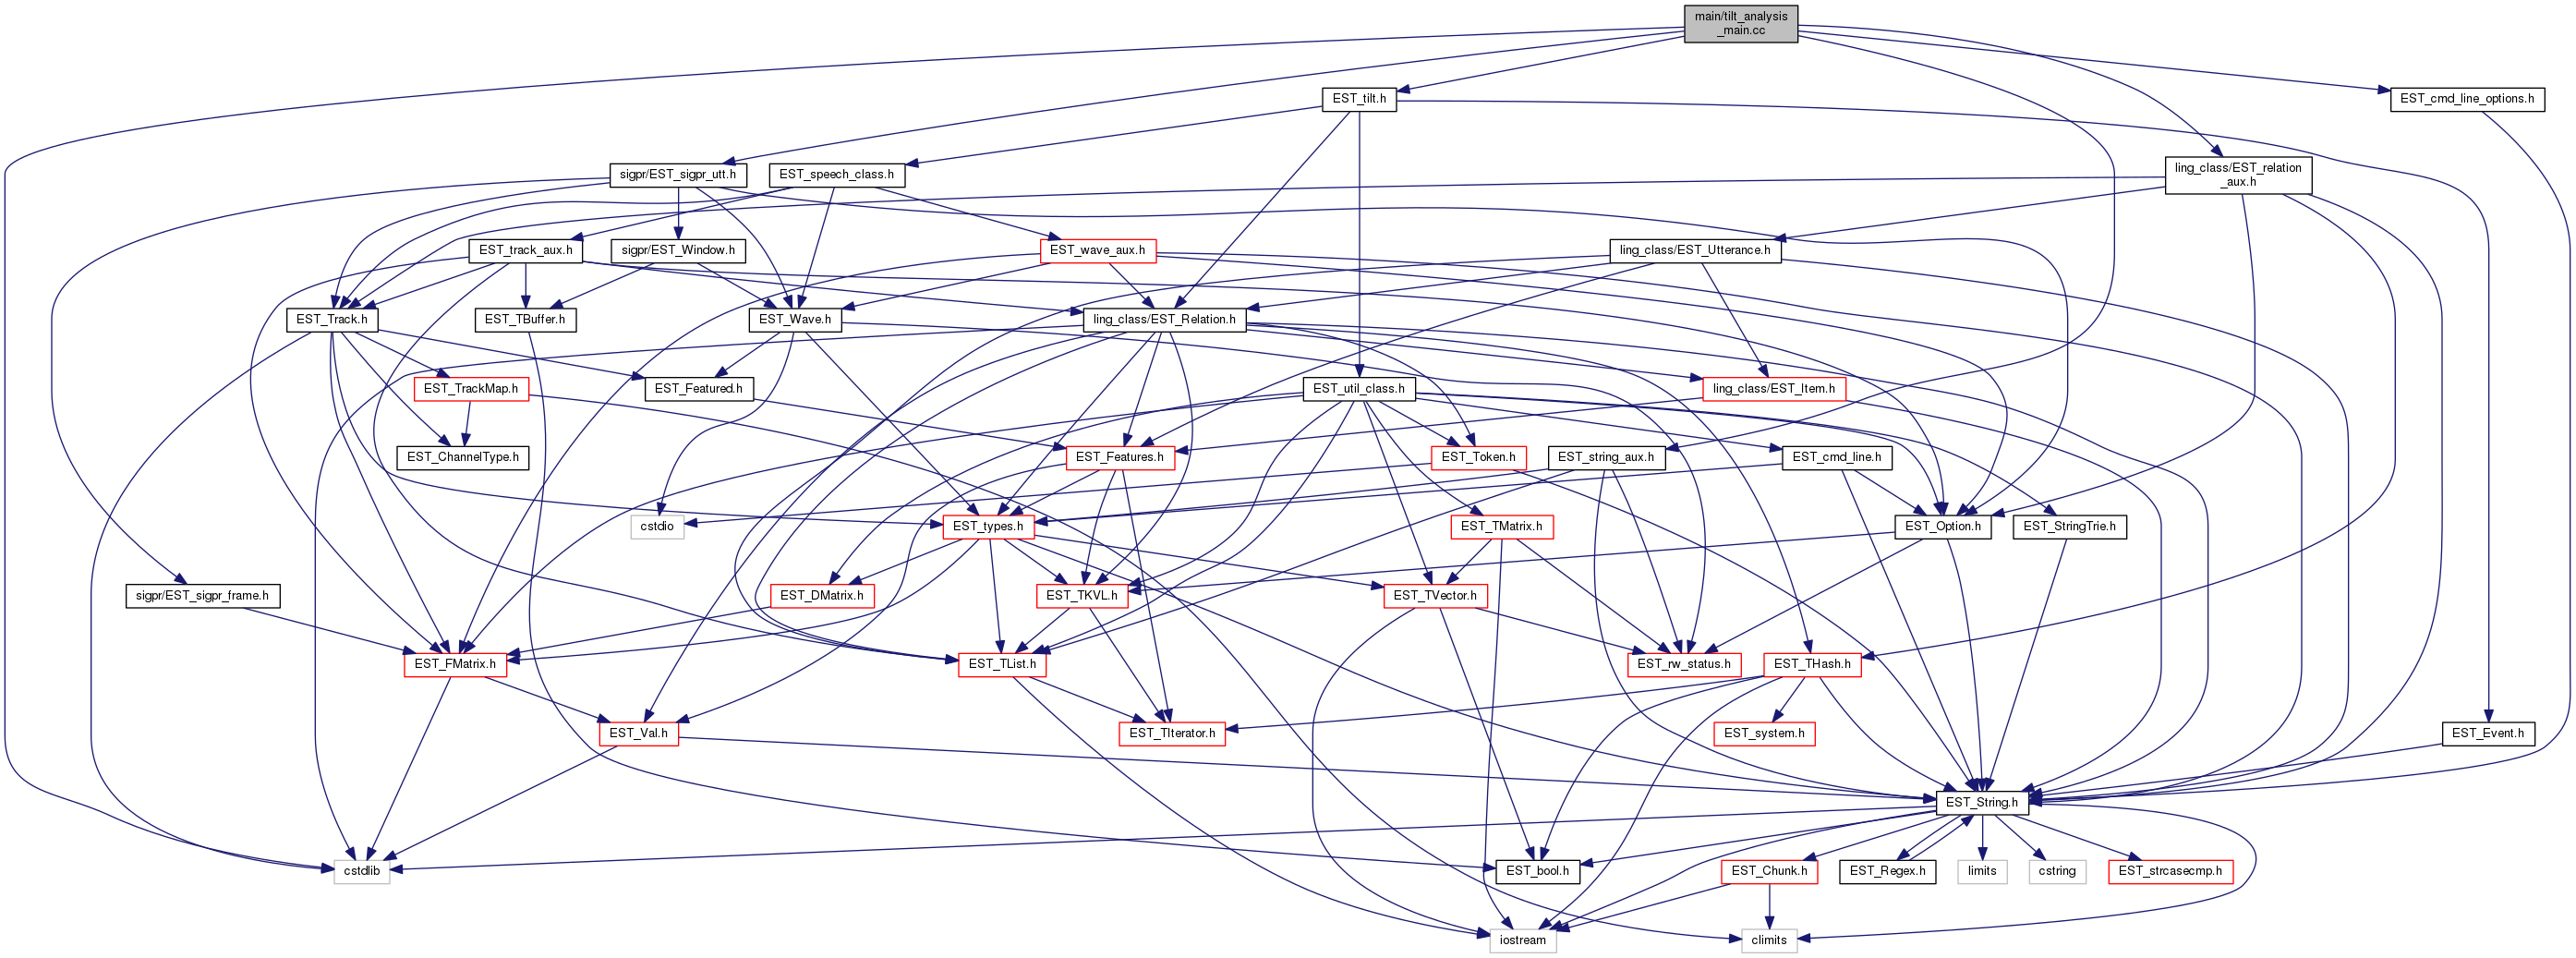 main/tilt_analysis
_main.cc
EST_tilt.h
EST_cmd_line_options.h
sigpr/EST_sigpr_utt.h
EST_speech_class.h
ling_class/EST_relation
_aux.h
EST_track_aux.h
sigpr/EST_Window.h
EST_wave_aux.h
ling_class/EST_Utterance.h
EST_Track.h
EST_TBuffer.h
EST_Wave.h
ling_class/EST_Relation.h
EST_TrackMap.h
EST_Featured.h
EST_util_class.h
ling_class/EST_Item.h
EST_ChannelType.h
EST_Features.h
EST_Token.h
EST_string_aux.h
EST_cmd_line.h
cstdio
EST_types.h
EST_TMatrix.h
EST_Option.h
EST_StringTrie.h
sigpr/EST_sigpr_frame.h
EST_DMatrix.h
EST_TKVL.h
EST_TVector.h
EST_FMatrix.h
EST_TList.h
EST_rw_status.h
EST_THash.h
EST_Val.h
EST_TIterator.h
EST_system.h
EST_Event.h
EST_String.h
cstdlib
EST_bool.h
EST_Chunk.h
EST_Regex.h
limits
cstring
EST_strcasecmp.h
iostream
climits